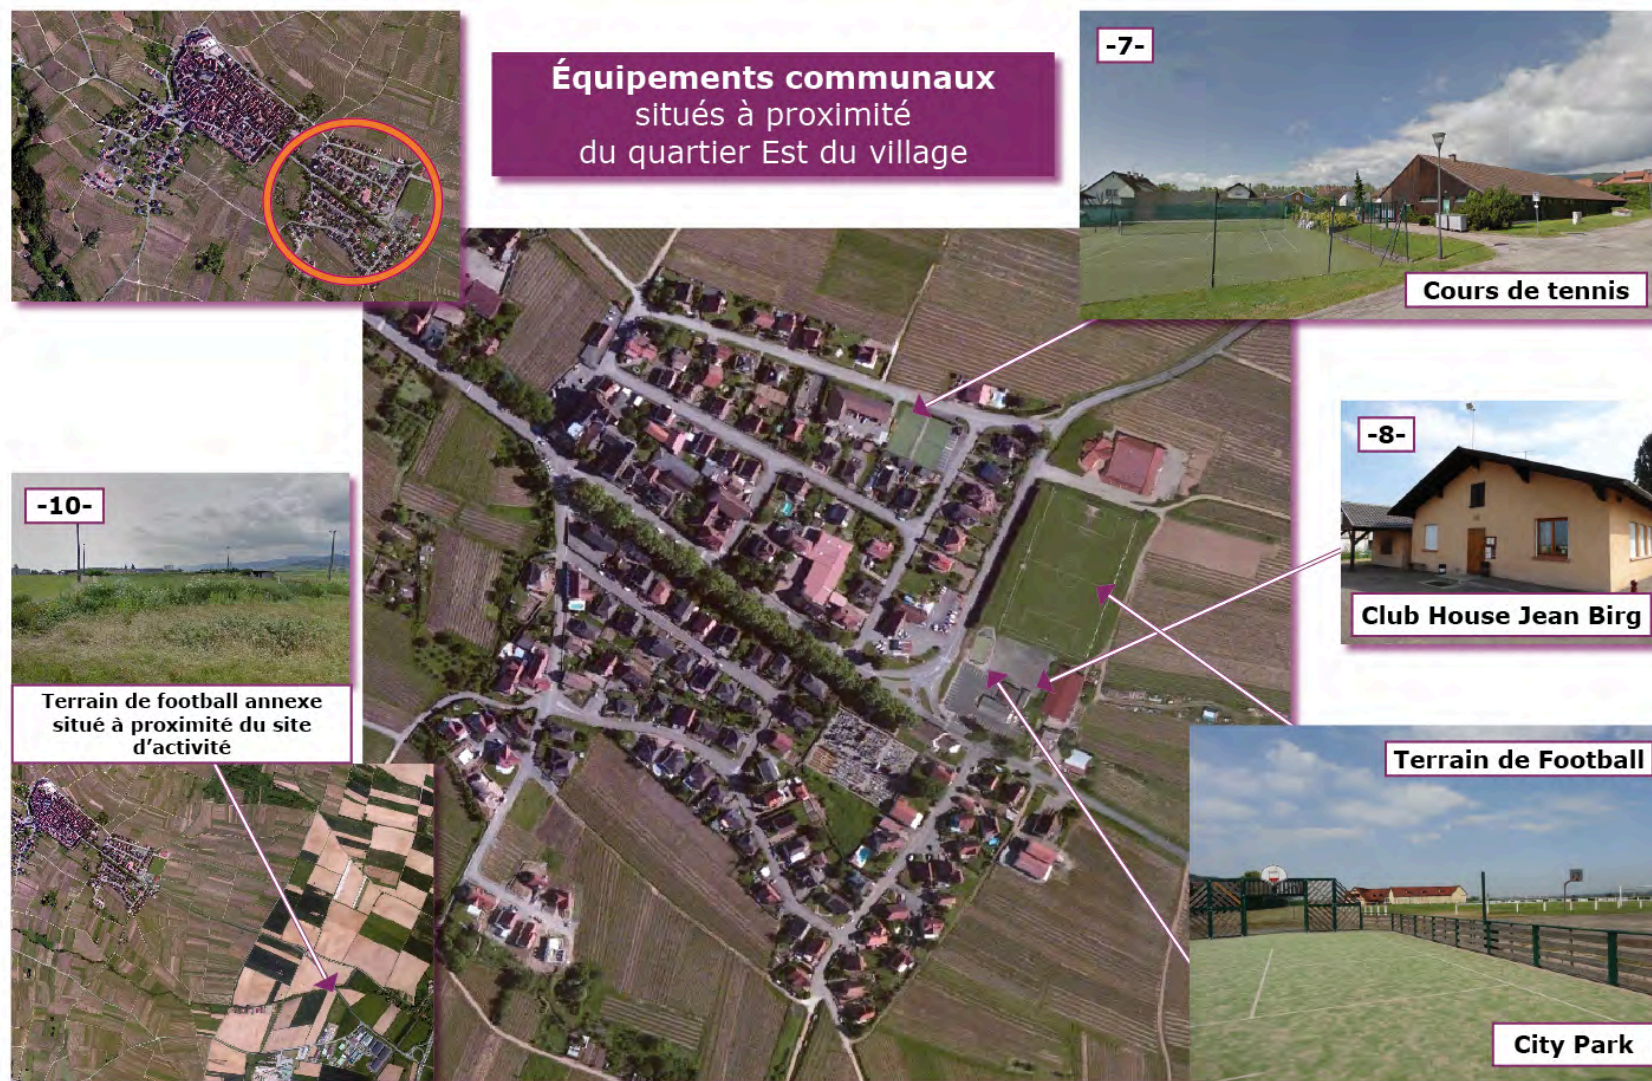 Équipements communaux
situés à proximité
du quartier Est du village
-7-
Cours de tennis
-8-
Club House Jean Birg
-10-
Terrain de football annexe
situé à proximité du site
d'activité
Terrain de Football
City Park